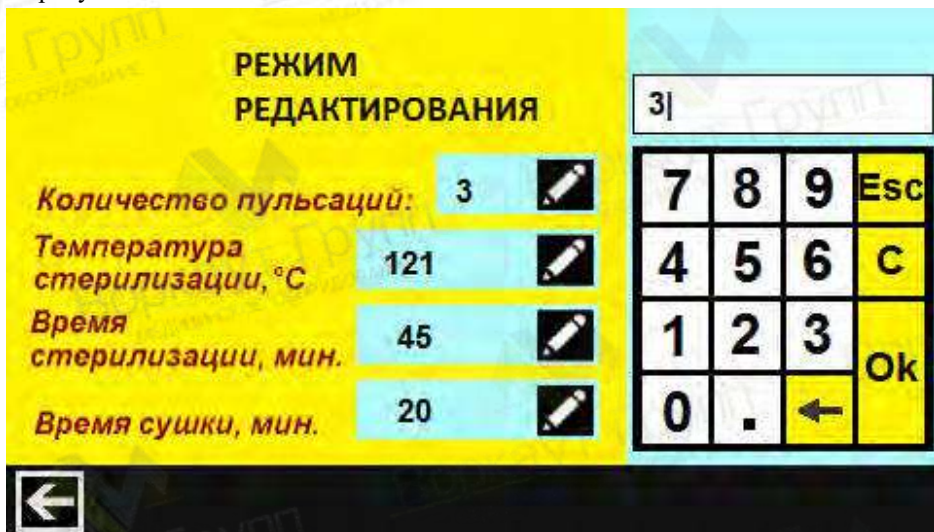 РЕЖИМ
РЕДАКТИРОВАНИЯ
Количество пульсаций: 3
Температура
стерилизации,°C 121
Время
стерилизации, мин. 45
Время сушки, мин. 20
3|
7 8 9 Esc
4 5 6 C
1 2 3 Ok
0 . ←